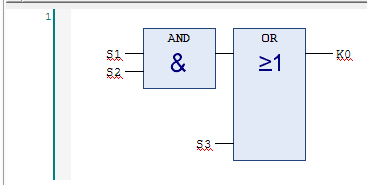 1
AND OR
S1 & ≥1 K0
S2
S3